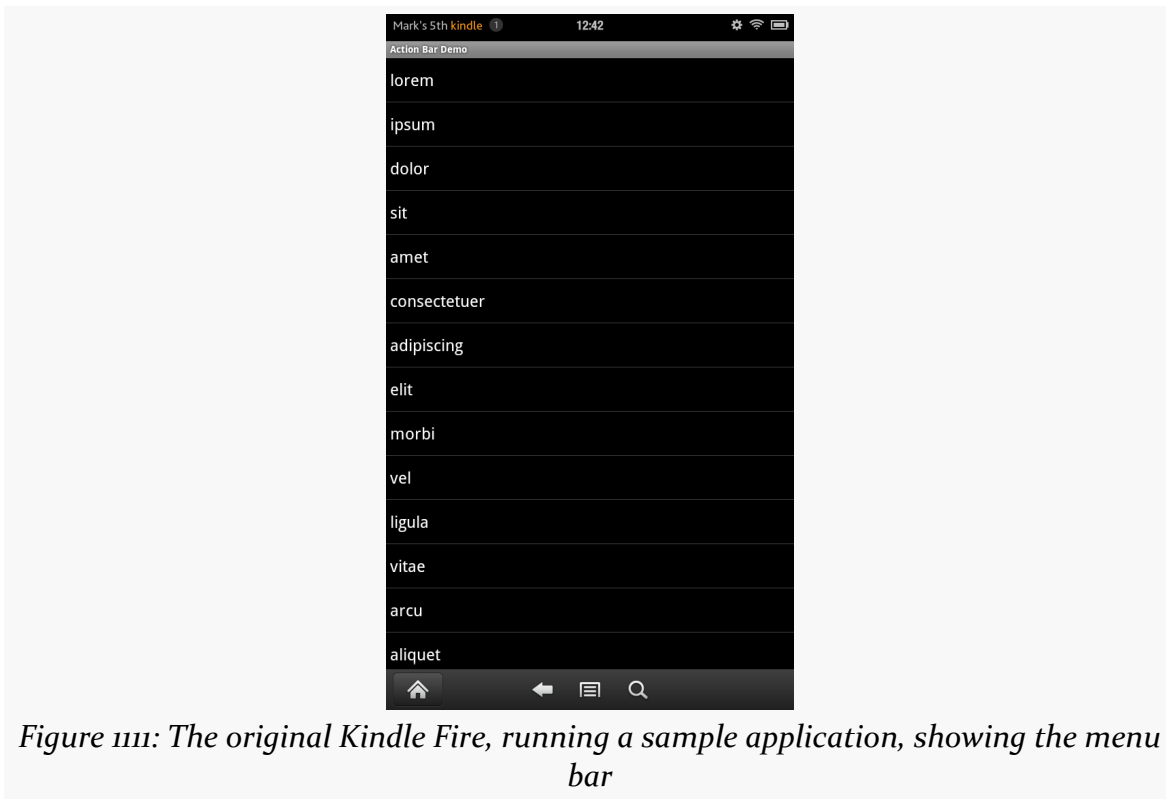 Mark's 5th kindle 1 12:42
Action Bar Demo
lorem
ipsum
dolor
sit
amet
consectetuer
adipiscing
elit
morbi
vel
ligula
vitae
arcu
aliquet
Figure 1111: The original Kindle Fire, running a sample application, showing the menu
bar